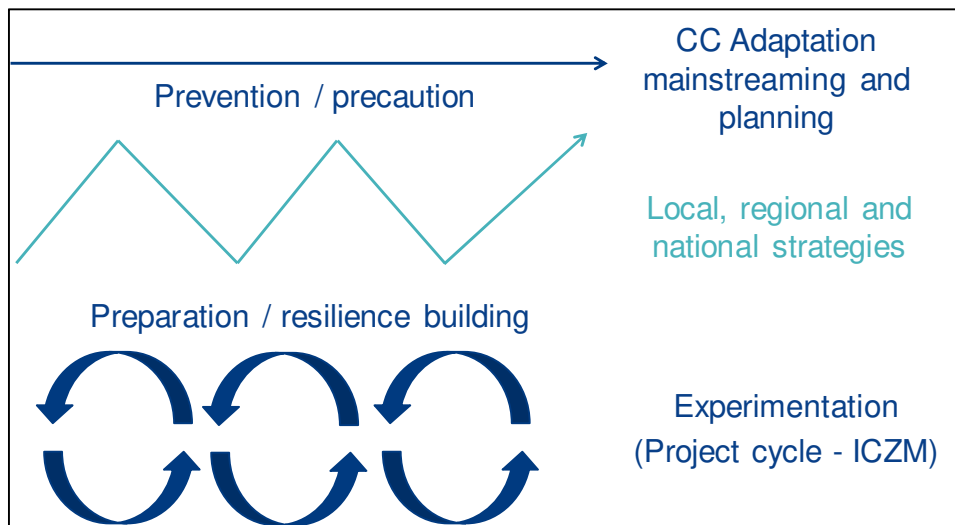 CC Adaptation
mainstreaming and
planning
Prevention / precaution
Local, regional and
national strategies
Preparation / resilience building
Experimentation
(Project cycle - ICZM)